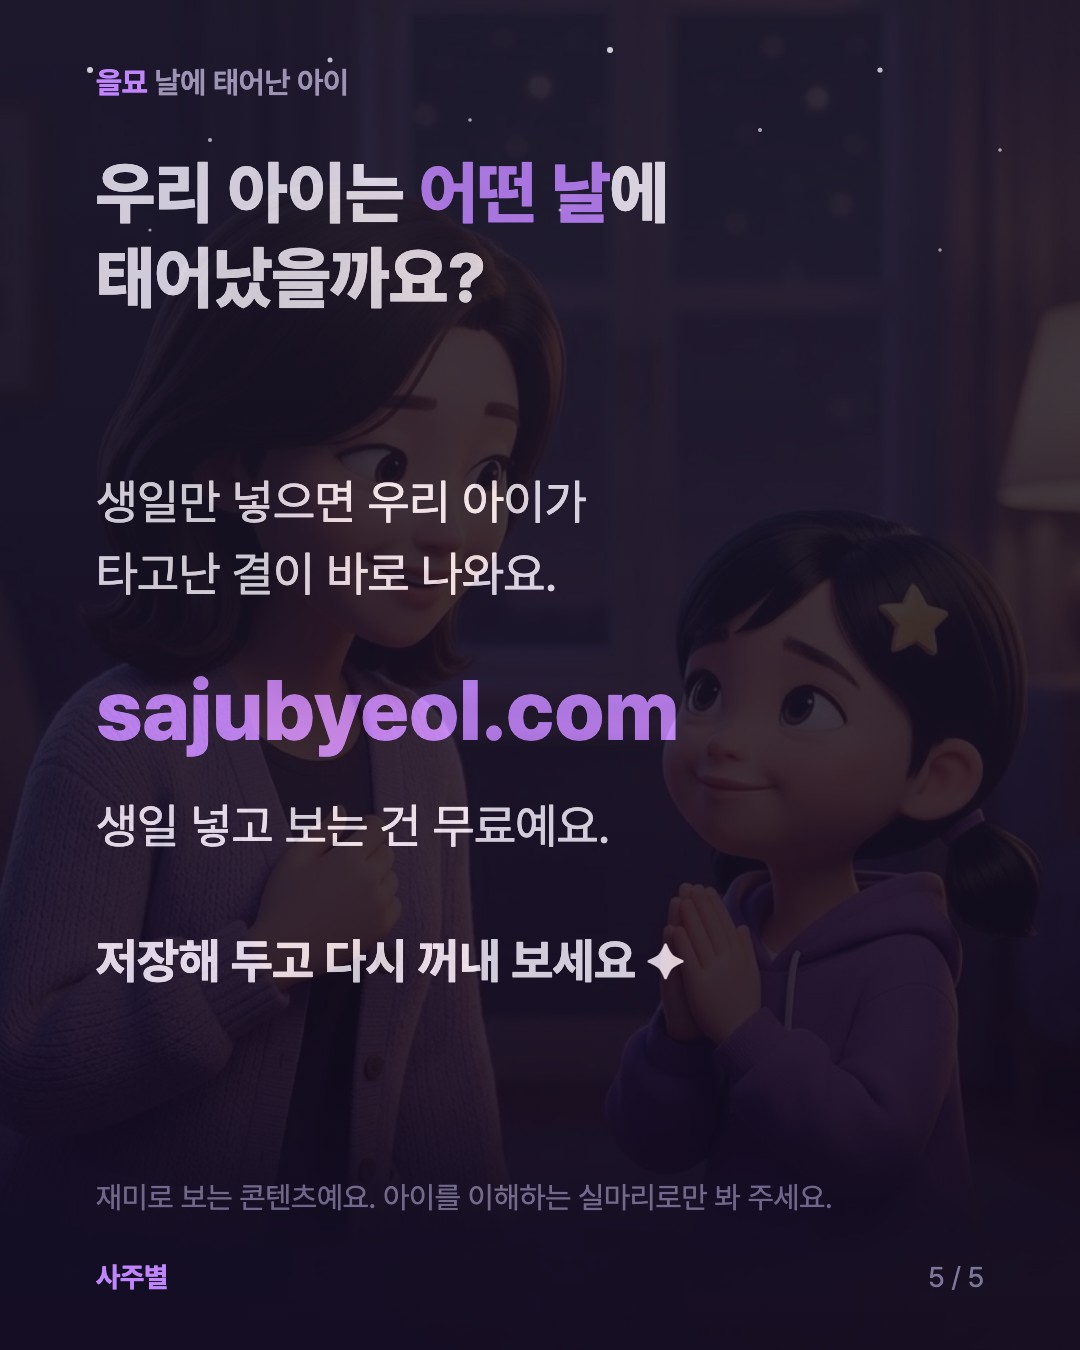 을묘 날에 태어난 아이
우리 아이는 어떤 날에
태어났을까요?
생일만 넣으면 우리 아이가
타고난 결이 바로 나와요.
sajubyeol.com
생일 넣고 보는 건 무료예요.
저장해 두고 다시 꺼내 보세요 ✦
재미로 보는 콘텐츠예요. 아이를 이해하는 실마리로만 봐 주세요.
사주별
5 / 5